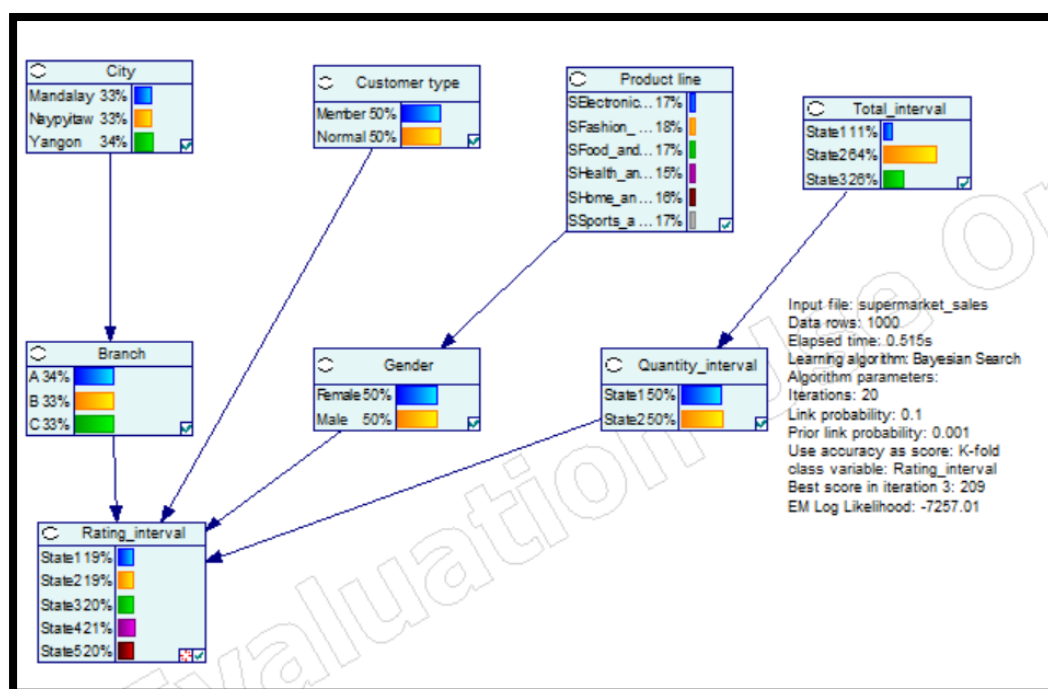 City
Mandalay 33%
Naypyitaw 33%
Yangon 34%
Customer type
Member 50%
Normal 50%
Product line
SElectronic... 17%
SFashion_ ... 18%
SFood_and... 17%
SHealth_an... 15%
SHome_an... 16%
SSports_a ... 17%
Total_interval
State1 11%
State2 64%
State3 26%
Branch
A 34%
B 33%
C 33%
Gender
Female 50%
Male 50%
Quantity_interval
State1 50%
State2 50%
Input file: supermarket_sales
Data rows: 1000
Elapsed time: 0.515s
Learning algorithm: Bayesian Search
Algorithm parameters:
Iterations: 20
Link probability: 0.1
Prior link probability: 0.001
Use accuracy as score: K-fold
class variable: Rating_interval
Best score in iteration 3: 209
EM Log Likelihood: -7257.01
Rating_interval
State1 19%
State2 19%
State3 20%
State4 21%
State5 20%
Evaluation Use On